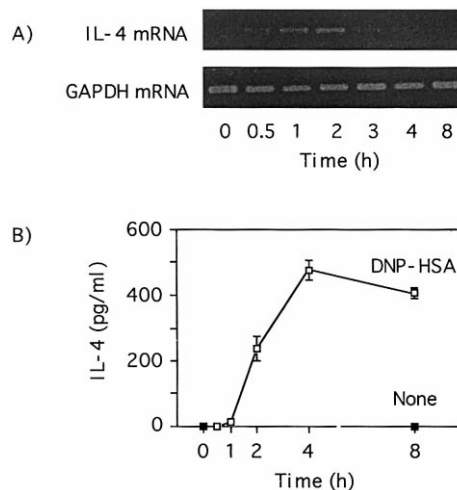 A)
IL-4 mRNA
GAPDH mRNA
0 0.5 1 2 3 4 8
Time (h)
B)
600
400
200
0
IL-4 (pg/ml)
DNP-HSA
None
0 1 2 4 8
Time (h)